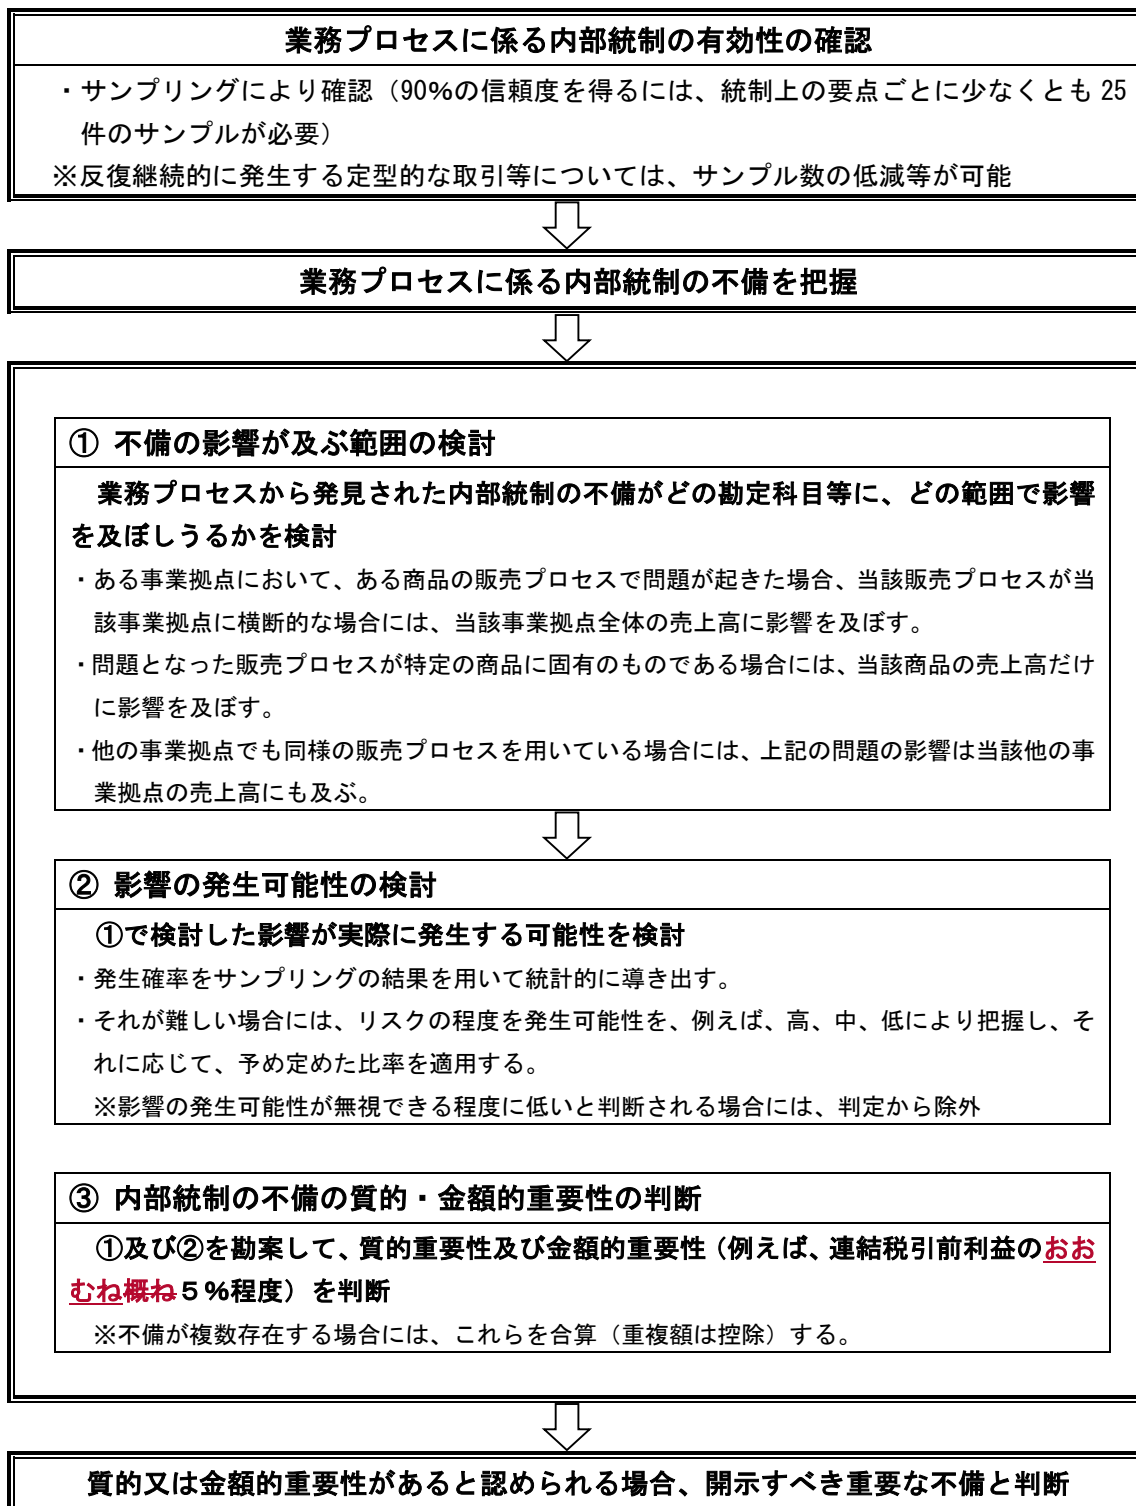 業務プロセスに係る内部統制の有効性の確認
・サンプリングにより確認（90%の信頼度を得るには、統制上の要点ごとに少なくとも 25
件のサンプルが必要）
※反復継続的に発生する定型的な取引等については、サンプル数の低減等が可能
業務プロセスに係る内部統制の不備を把握
① 不備の影響が及ぶ範囲の検討
業務プロセスから発見された内部統制の不備がどの勘定科目等に、どの範囲で影響
を及ぼしうるかを検討
・ある事業拠点において、ある商品の販売プロセスで問題が起きた場合、当該販売プロセスが当
該事業拠点に横断的な場合には、当該事業拠点全体の売上高に影響を及ぼす。
・問題となった販売プロセスが特定の商品に固有のものである場合には、当該商品の売上高だけ
に影響を及ぼす。
・他の事業拠点でも同様の販売プロセスを用いている場合には、上記の問題の影響は当該他の事
業拠点の売上高にも及ぶ。
② 影響の発生可能性の検討
①で検討した影響が実際に発生する可能性を検討
・発生確率をサンプリングの結果を用いて統計的に導き出す。
・それが難しい場合には、リスクの程度を発生可能性を、例えば、高、中、低により把握し、そ
れに応じて、予め定めた比率を適用する。
※影響の発生可能性が無視できる程度に低いと判断される場合には、判定から除外
③ 内部統制の不備の質的・金額的重要性の判断
①及び②を勘案して、質的重要性及び金額的重要性（例えば、連結税引前利益のおお
むね概ね５%程度）を判断
※不備が複数存在する場合には、これらを合算（重複額は控除）する。
質的又は金額的重要性があると認められる場合、開示すべき重要な不備と判断